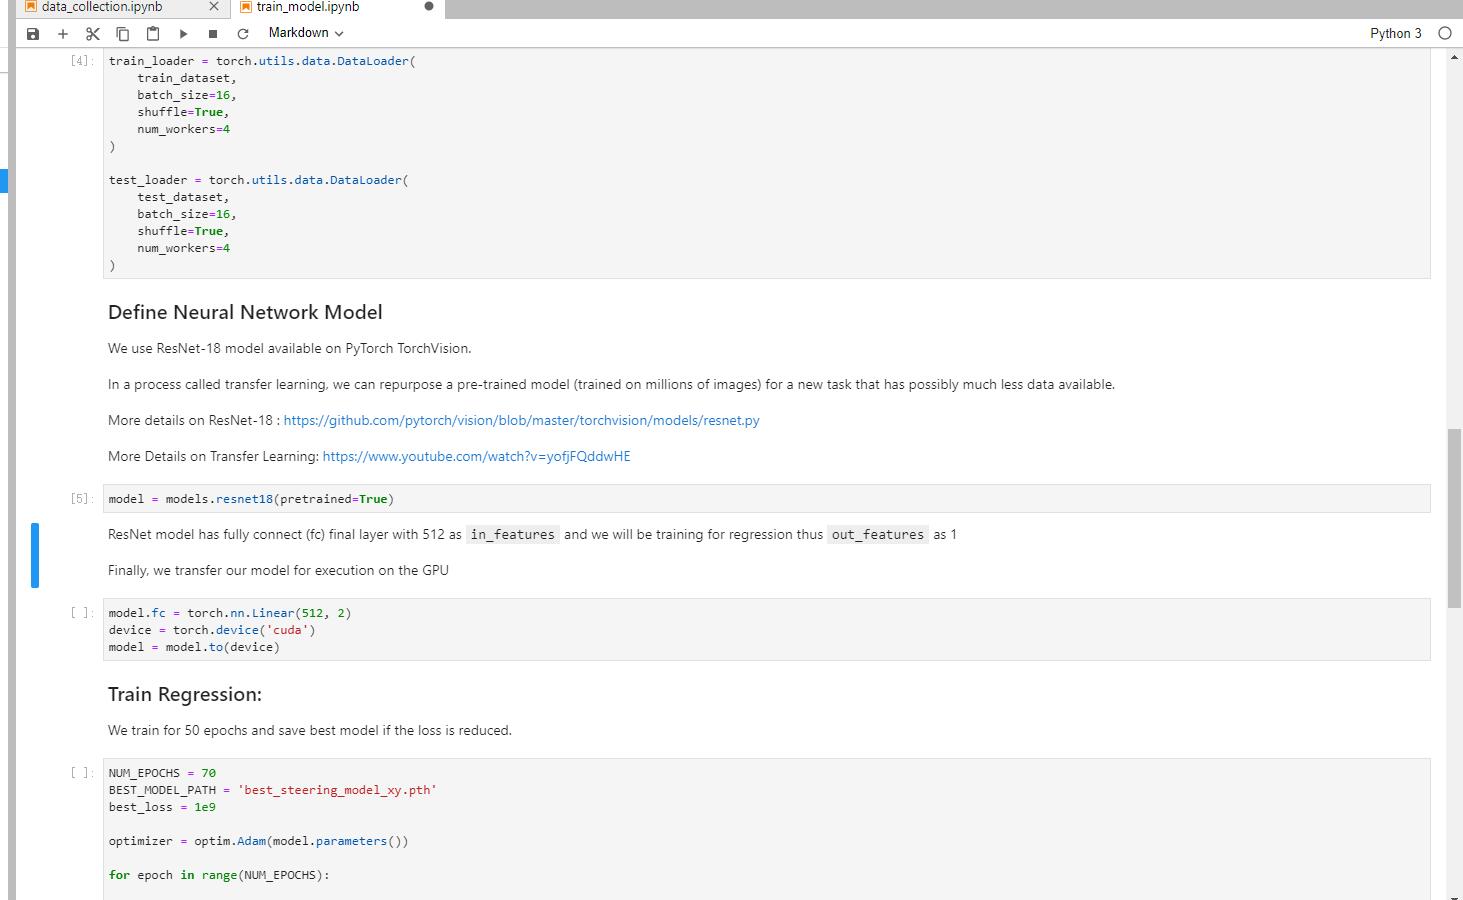 data_collection.ipynb
train_model.ipynb
Markdown
Python 3
[4]:
train_loader = torch.utils.data.DataLoader(
    train_dataset,
    batch_size=16,
    shuffle=True,
    num_workers=4
)
test_loader = torch.utils.data.DataLoader(
    test_dataset,
    batch_size=16,
    shuffle=True,
    num_workers=4
)
Define Neural Network Model
We use ResNet-18 model available on PyTorch TorchVision.
In a process called transfer learning, we can repurpose a pre-trained model (trained on millions of images) for a new task that has possibly much less data available.
More details on ResNet-18 : https://github.com/pytorch/vision/blob/master/torchvision/models/resnet.py
More Details on Transfer Learning: https://www.youtube.com/watch?v=yofjFQddwHE
[5]: model = models.resnet18(pretrained=True)
ResNet model has fully connect (fc) final layer with 512 as in_features and we will be training for regression thus out_features as 1
Finally, we transfer our model for execution on the GPU
[ ]: model.fc = torch.nn.Linear(512, 2)
device = torch.device('cuda')
model = model.to(device)
Train Regression:
We train for 50 epochs and save best model if the loss is reduced.
[ ]: NUM_EPOCHS = 70
BEST_MODEL_PATH = 'best_steering_model_xy.pth'
best_loss = 1e9
optimizer = optim.Adam(model.parameters())
for epoch in range(NUM_EPOCHS):